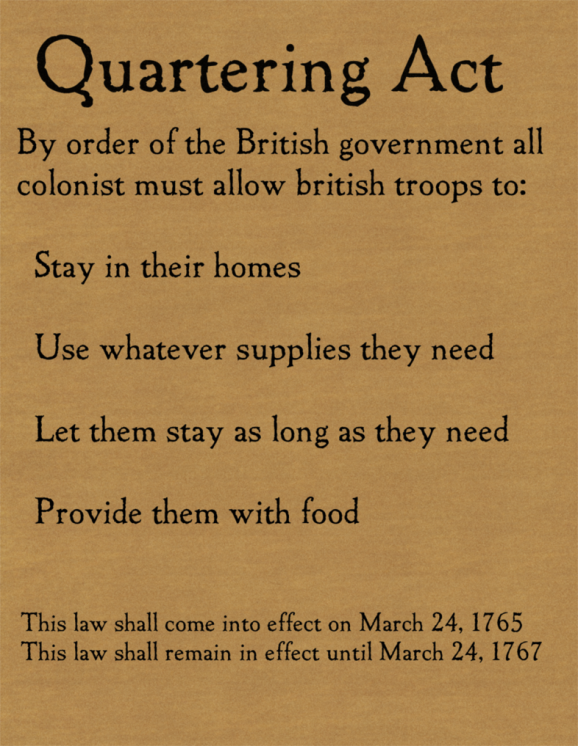 Quartering Act
By order of the British government all
colonist must allow british troops to:
Stay in their homes
Use whatever supplies they need
Let them stay as long as they need
Provide them with food
This law shall come into effect on March 24, 1765
This law shall remain in effect until March 24, 1767